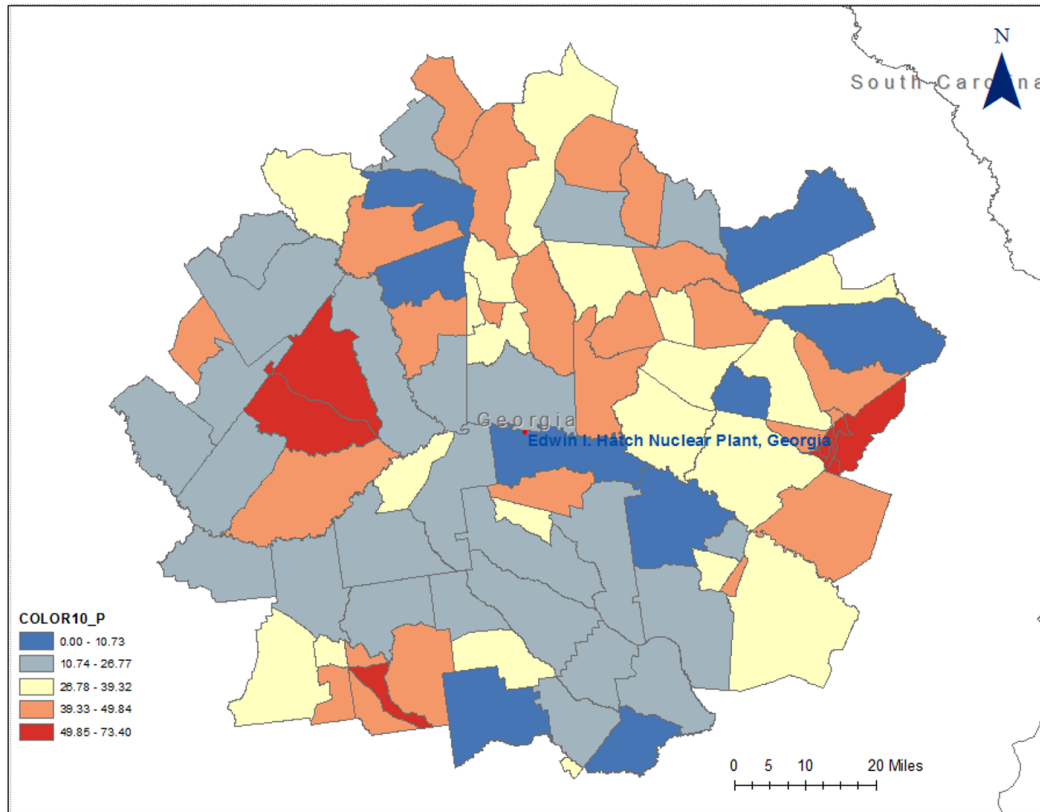 N
South Carolina
Georgia
Edwin I. Hatch Nuclear Plant, Georgia
COLOR10_P
0.00 - 10.73
10.74 - 26.77
26.78 - 39.32
39.33 - 49.84
49.85 - 73.40
0 5 10 20 Miles